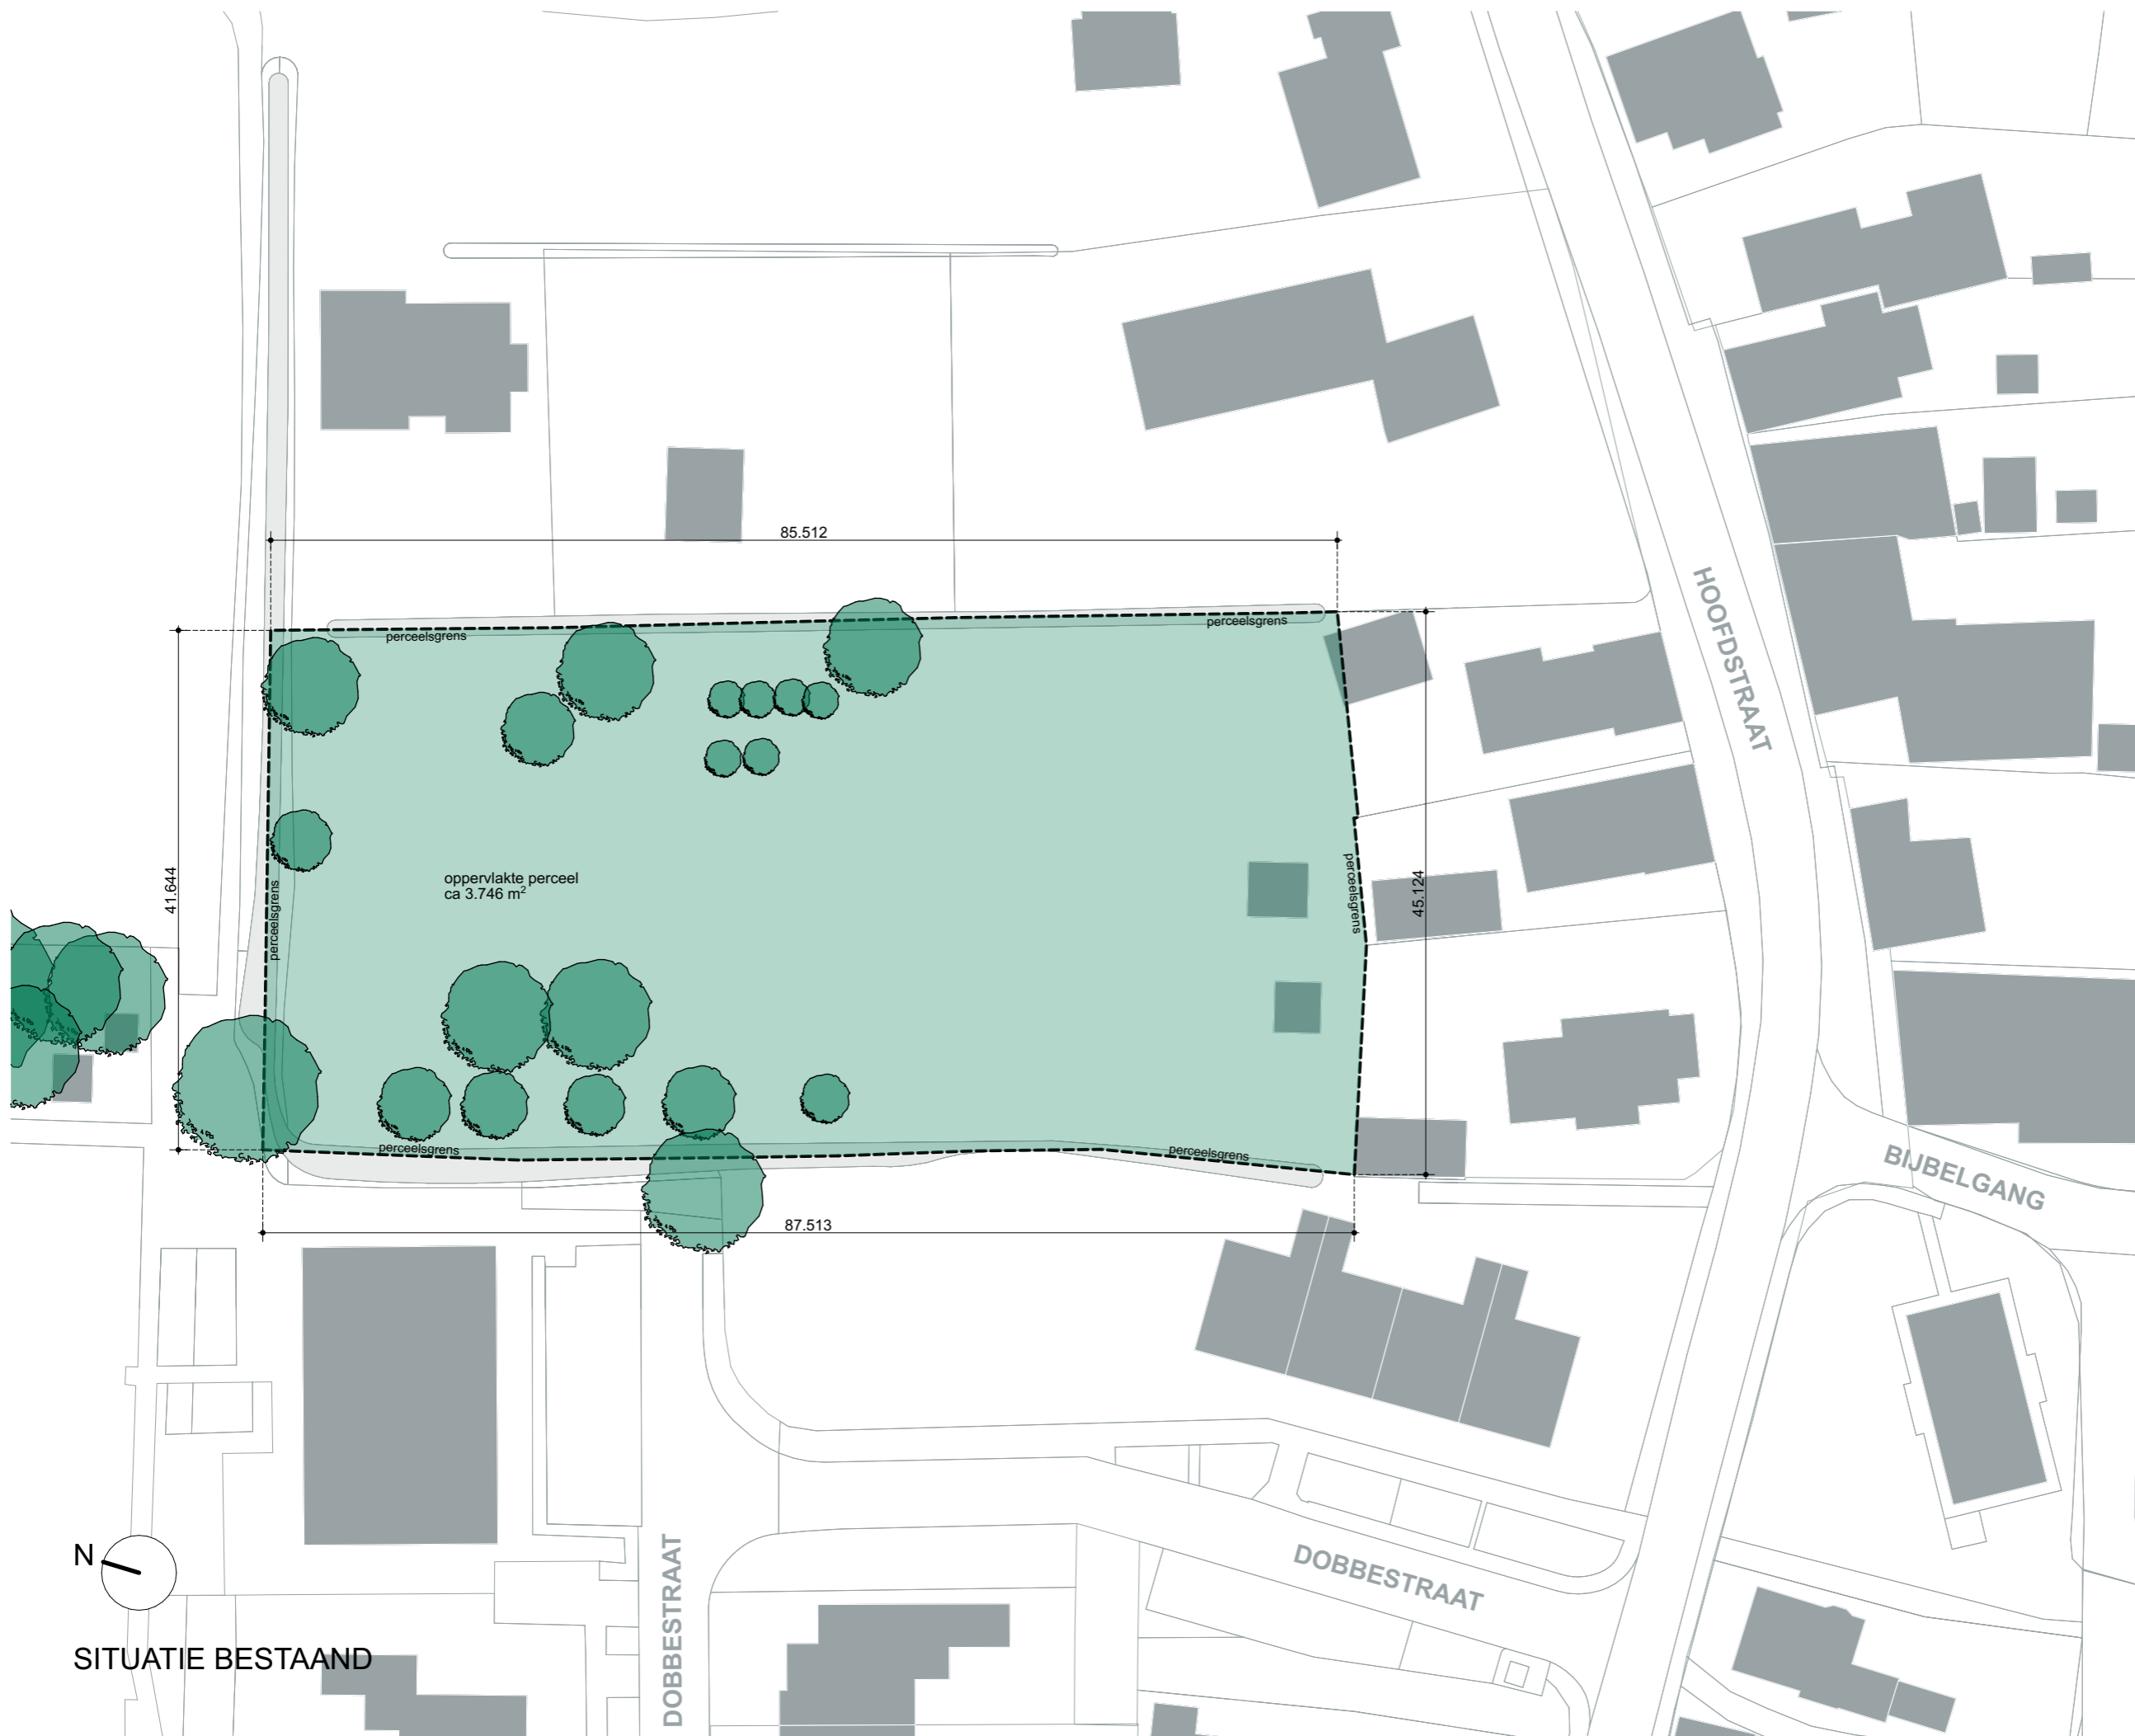 85.512
HOOFDSTRAAT
perceelsgrens
perceelsgrens
oppervlakte perceel
ca 3.746 m²
41.644
perceelsgrens
perceelsgrens
45.124
perceelsgrens
perceelsgrens
BIJBELGANG
87.513
N
DOBBESTRAAT
DOBBESTRAAT
SITUATIE BESTAAND